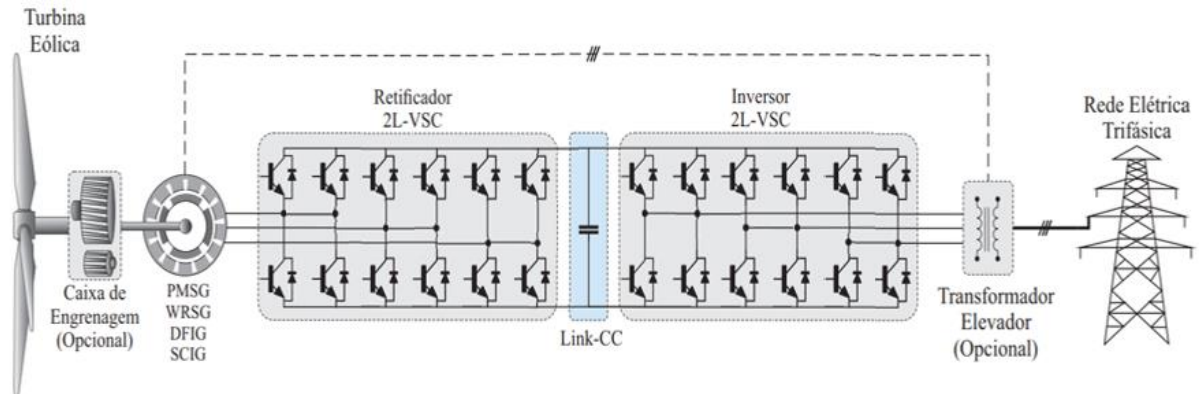 Turbina
Eólica
Caixa de
Engrenagem
(Opcional)
PMSG
WRSG
DFIG
SCIG
Retificador
2L-VSC
Link-CC
Inversor
2L-VSC
Transformador
Elevador
(Opcional)
Rede Elétrica
Trifásica